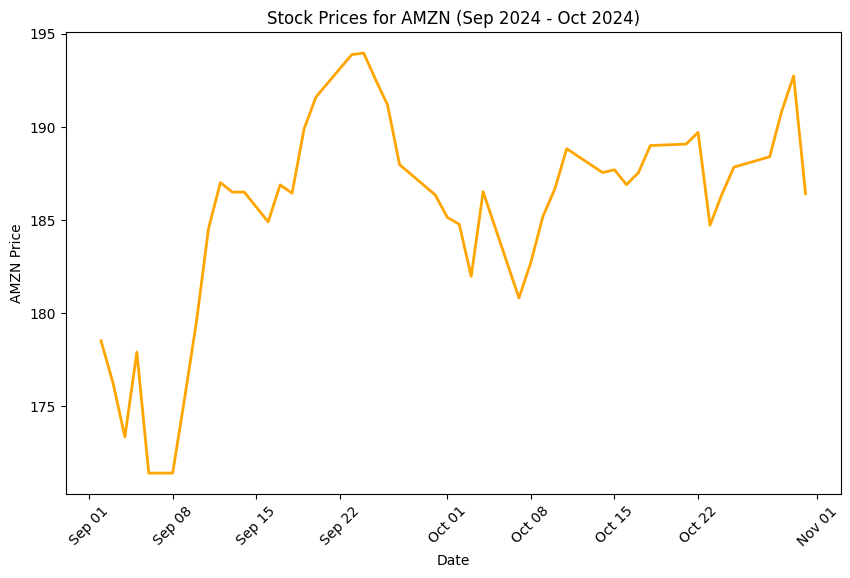 Stock Prices for AMZN (Sep 2024 - Oct 2024)
AMZN Price
195
190
185
180
175
Sep 01
Sep 08
Sep 15
Sep 22
Oct 01
Oct 08
Oct 15
Oct 22
Nov 01
Date